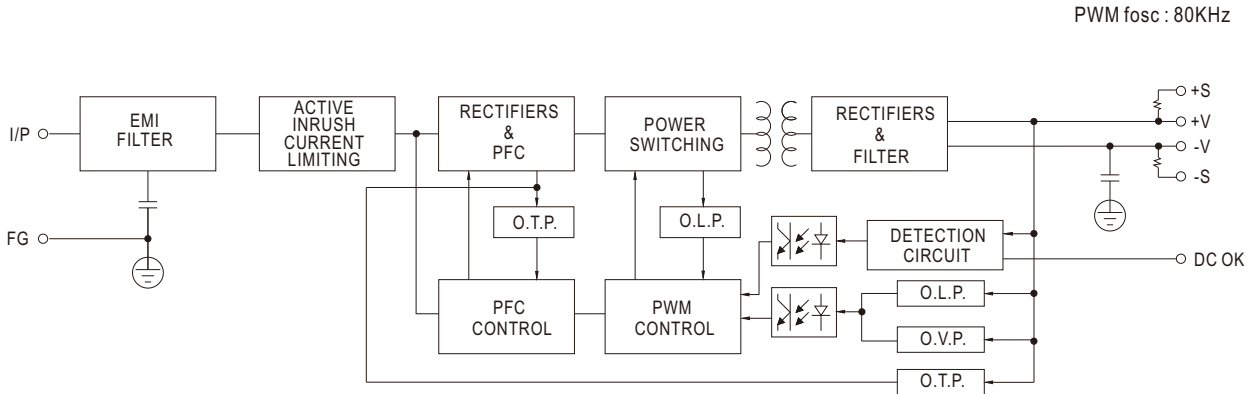 PWM fosc : 80KHz
I/P
EMI
FILTER
ACTIVE
INRUSH
CURRENT
LIMITING
RECTIFIERS
&
PFC
POWER
SWITCHING
RECTIFIERS
&
FILTER
+S
+V
-V
-S
FG
O.T.P.
O.L.P.
DETECTION
CIRCUIT
DC OK
PFC
CONTROL
PWM
CONTROL
O.L.P.
O.V.P.
O.T.P.